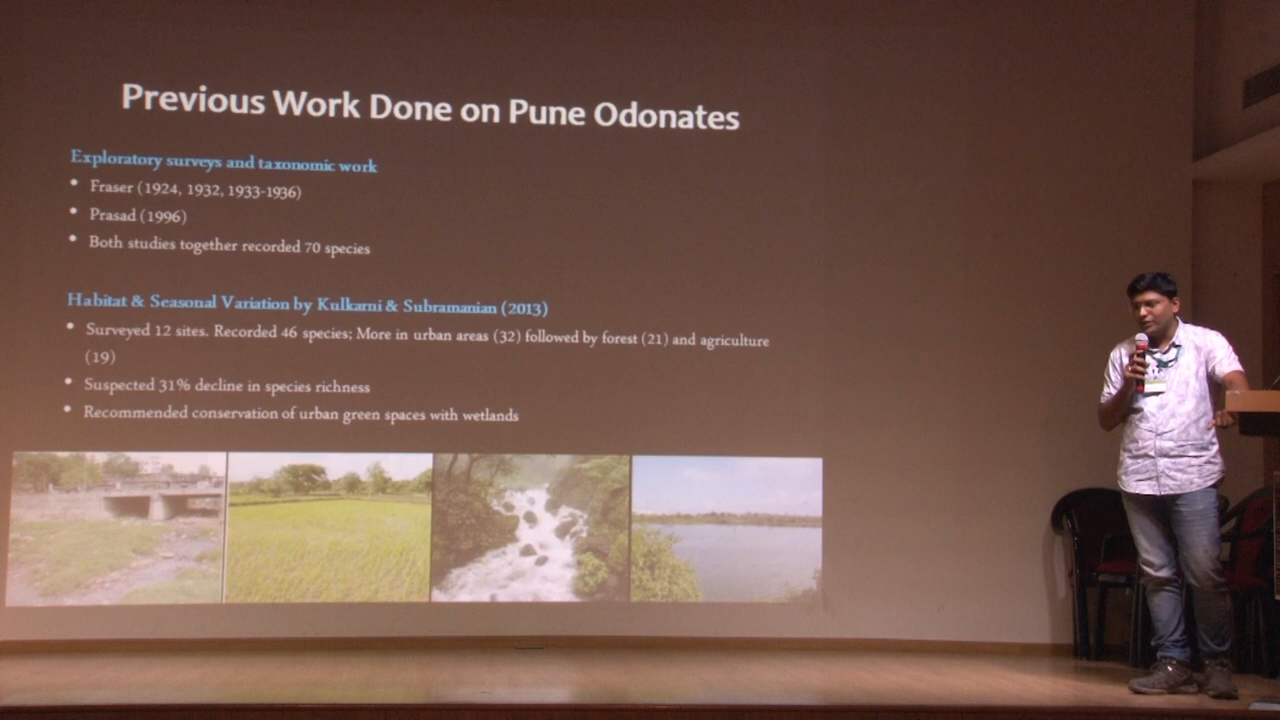 Previous Work Done on Pune Odonates
Exploratory surveys and taxonomic work
• Fraser (1924, 1932, 1933-1936)
• Prasad (1996)
• Both studies together recorded 70 species
Habitat & Seasonal Variation by Kulkarni & Subramanian (2013)
• Surveyed 12 sites. Recorded 46 species; More in urban areas (32) followed by forest (21) and agriculture
(19)
• Suspected 31% decline in species richness
• Recommended conservation of urban green spaces with wetlands